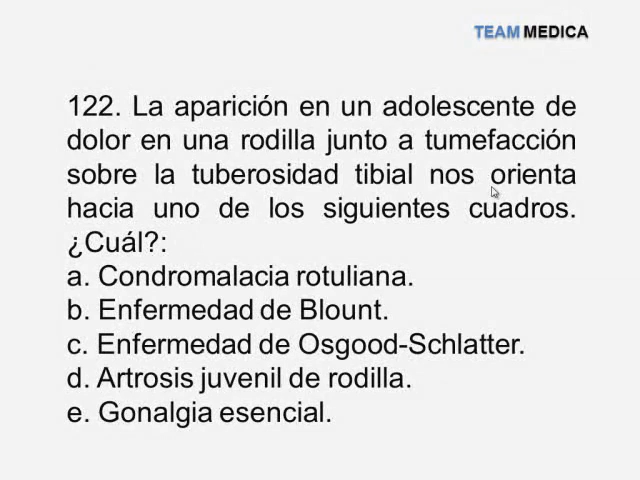 TEAM MEDICA
122. La aparición en un adolescente de
dolor en una rodilla junto a tumefacción
sobre la tuberosidad tibial nos orienta
hacia uno de los siguientes cuadros.
¿Cuál?:
a. Condromalacia rotuliana.
b. Enfermedad de Blount.
c. Enfermedad de Osgood-Schlatter.
d. Artrosis juvenil de rodilla.
e. Gonalgia esencial.